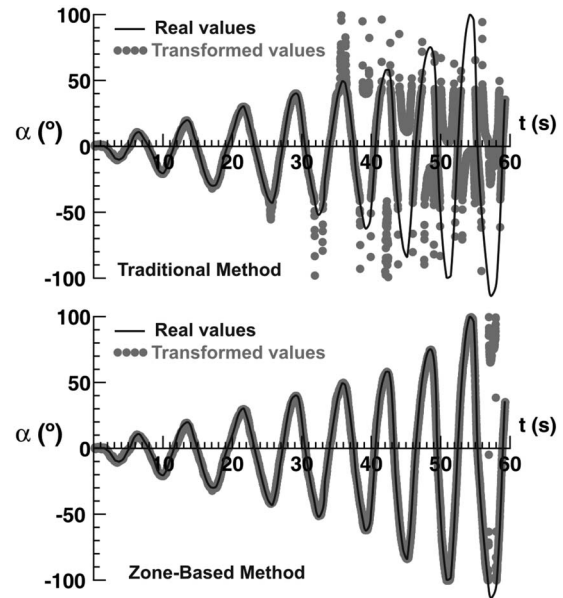 100
Real values
Transformed values
50
α (º)
t (s)
0
10 20 30 40 50 60
-50
Traditional Method
-100
100
Real values
Transformed values
50
α (º)
t (s)
0
10 20 30 40 50 60
-50
-100
Zone-Based Method